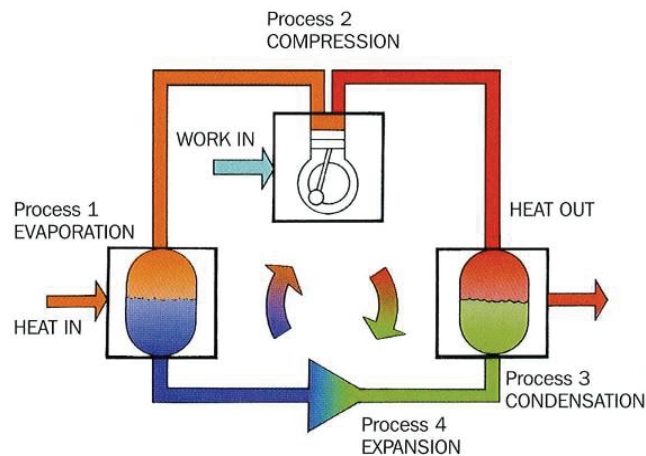 Process 2
COMPRESSION
WORK IN
Process 1
EVAPORATION
HEAT OUT
HEAT IN
Process 3
CONDENSATION
Process 4
EXPANSION